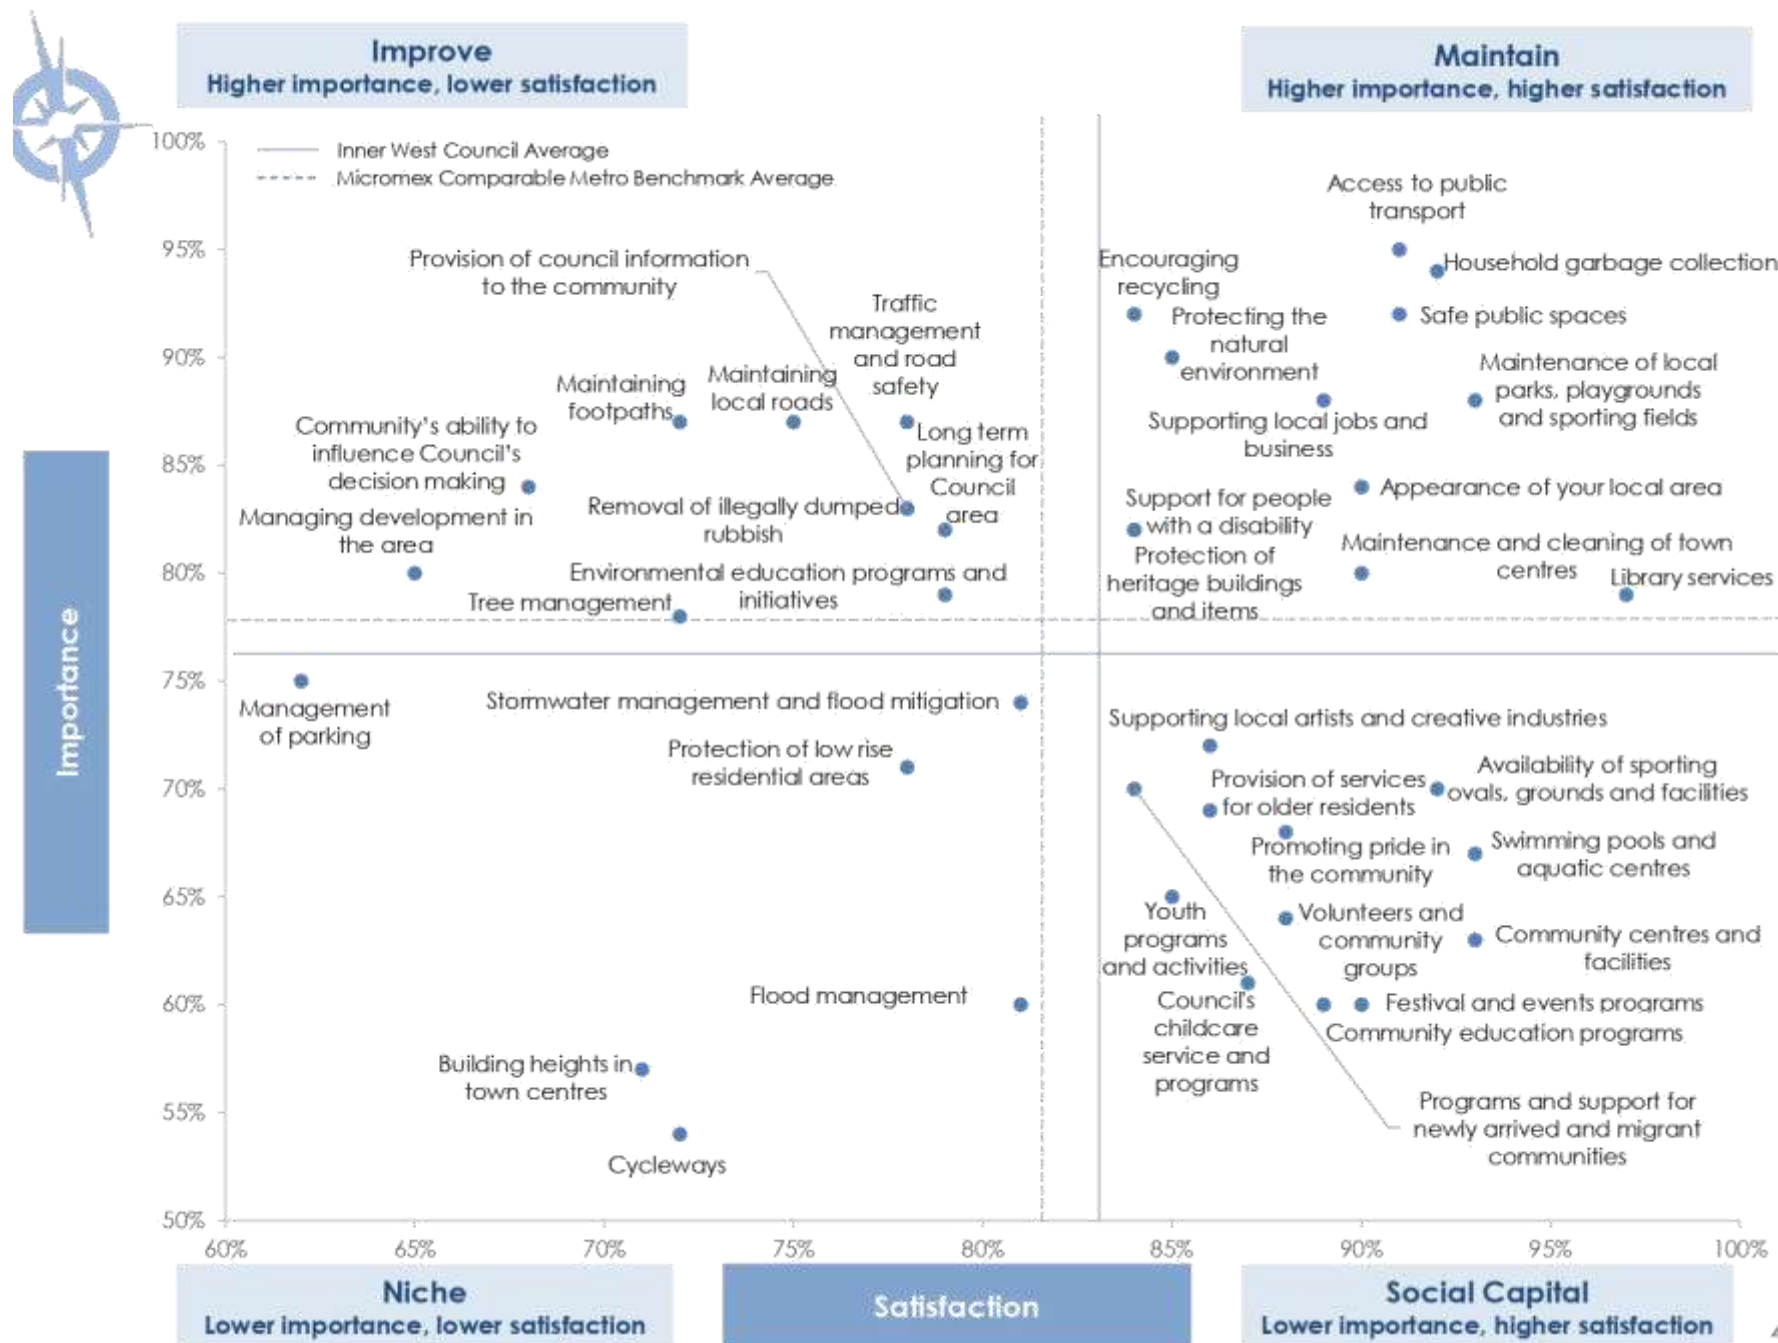 Improve
Higher importance, lower satisfaction
Maintain
Higher importance, higher satisfaction
100%
95%
90%
85%
80%
75%
70%
65%
60%
55%
50%
Importance
Inner West Council Average
Micromex Comparable Metro Benchmark Average
Provision of council information
to the community
Traffic
management
and road
safety
Maintaining
footpaths
Maintaining
local roads
Community's ability to
influence Council's
decision making
Long term
planning for
Council
area
Managing development in
the area
Removal of illegally dumped
rubbish
Environmental education programs and
initiatives
Tree management
Access to public
transport
Encouraging
recycling
Household garbage collection
Protecting the
natural
environment
Safe public spaces
Maintenance of local
parks, playgrounds
and sporting fields
Supporting local jobs and
business
Support for people
with a disability
Appearance of your local area
Protection of
heritage buildings
and items
Maintenance and cleaning of town
centres
Library services
Management
of parking
Stormwater management and flood mitigation
Protection of low rise
residential areas
Flood management
Building heights in
town centres
Cycleways
Supporting local artists and creative industries
Provision of services
for older residents
Availability of sporting
ovals, grounds and facilities
Promoting pride in
the community
Swimming pools and
aquatic centres
Youth
programs
and activities
Volunteers and
community
groups
Community centres and
facilities
Council's
childcare
service and
programs
Festival and events programs
Community education programs
Programs and support for
newly arrived and migrant
communities
60%
65%
70%
75%
80%
85%
90%
95%
100%
Niche
Lower importance, lower satisfaction
Satisfaction
Social Capital
Lower importance, higher satisfaction